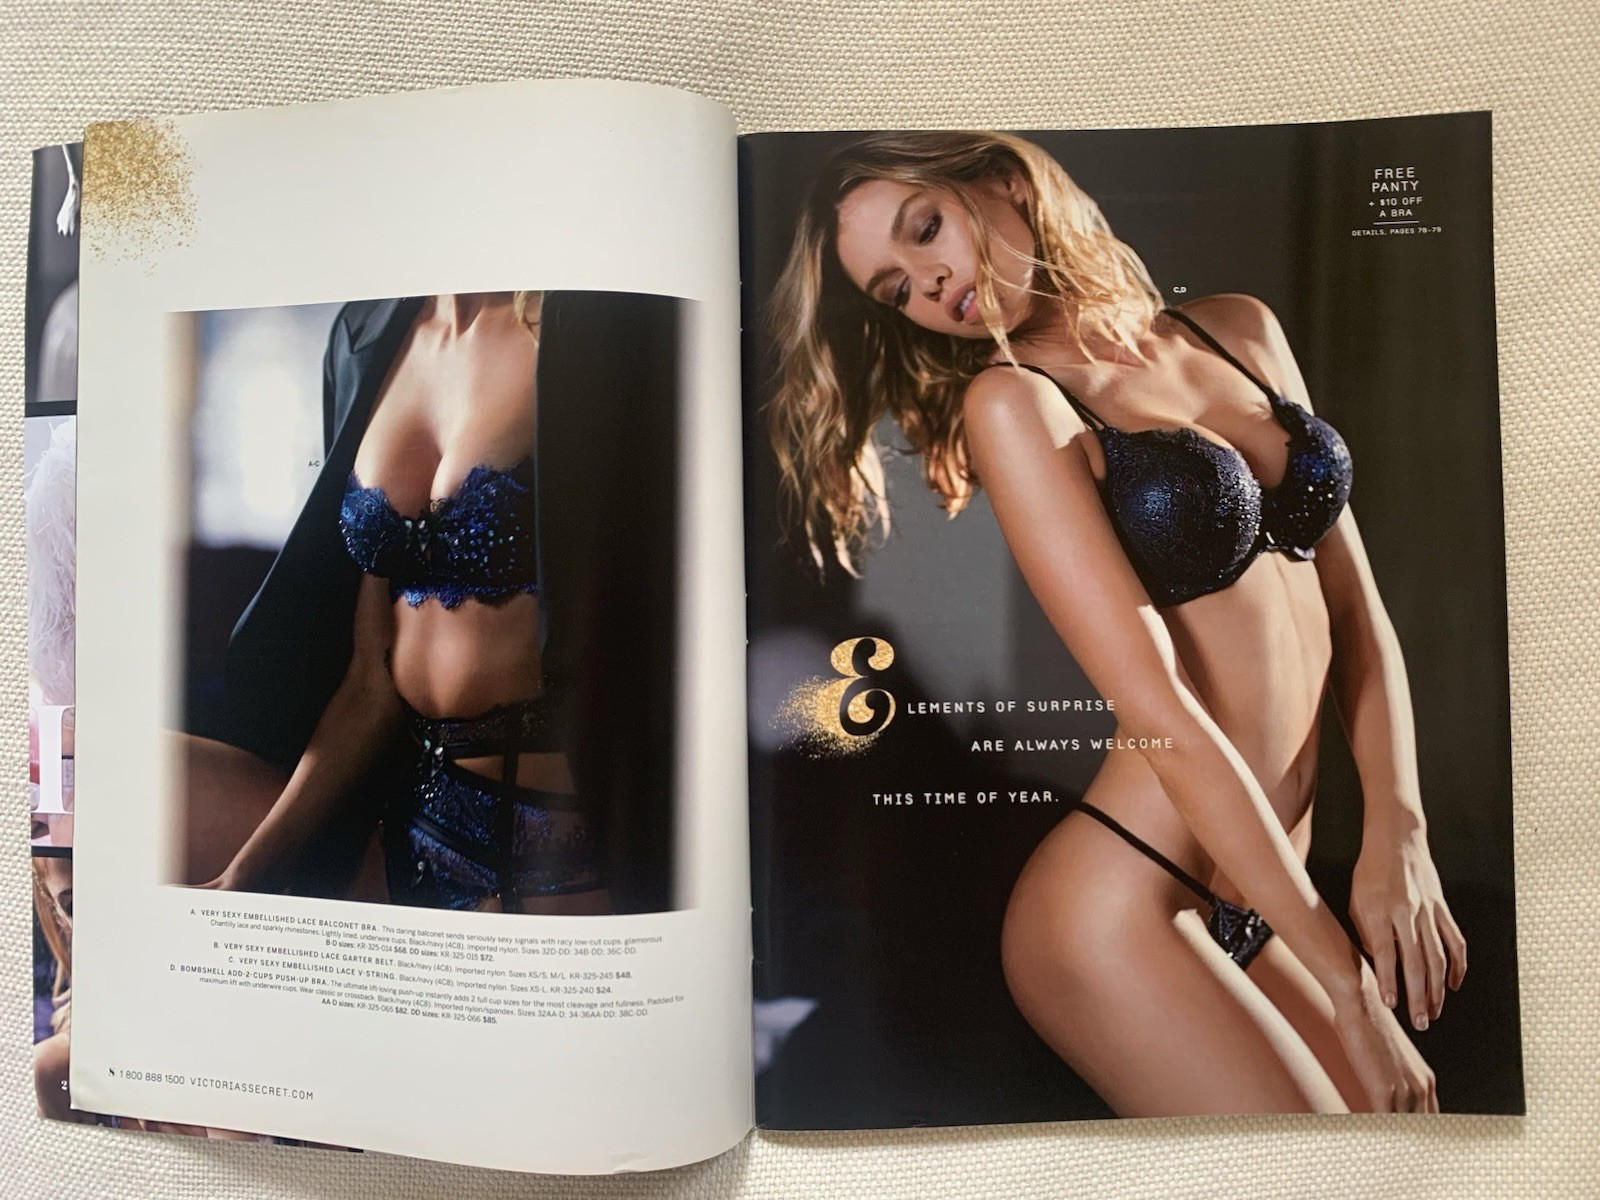 A-C
A. VERY SEXY EMBELLISHED LACE BALCONET BRA. This daring balconet sends seriously sexy signals with racy low-cut cups, glamorous
Chantilly lace and sparkly rhinestones. Lightly lined, underwire cups. Black/navy (4C8). Imported nylon. Sizes 32D-DD; 34B-DD; 36C-DD.
B-D sizes: KR-325-014 $68. DD sizes: KR-325-015 $72.
B. VERY SEXY EMBELLISHED LACE GARTER BELT. Black/navy (4C8). Imported nylon. Sizes XS/S, M/L. KR-325-245 $48.
C. VERY SEXY EMBELLISHED LACE V-STRING. Black/navy (4C8). Imported nylon. Sizes XS-L. KR-325-240 $24.
D. BOMBSHELL ADD-2-CUPS PUSH-UP BRA. The ultimate lift-loving push-up instantly adds 2 full cup sizes for the most cleavage and fullness. Padded for
maximum lift with underwire cups. Wear classic or crossback. Black/navy (4C8). Imported nylon/spandex. Sizes 32AA-D; 34-36AA-DD; 38C-DD.
AA-D sizes: KR-325-065 $82. DD sizes: KR-325-066 $85.
8 1 800 888 1500 VICTORIASSECRET.COM
FREE
PANTY
+ $10 OFF
A BRA
DETAILS, PAGES 78-79
C,D
ELEMENTS OF SURPRISE
ARE ALWAYS WELCOME
THIS TIME OF YEAR.